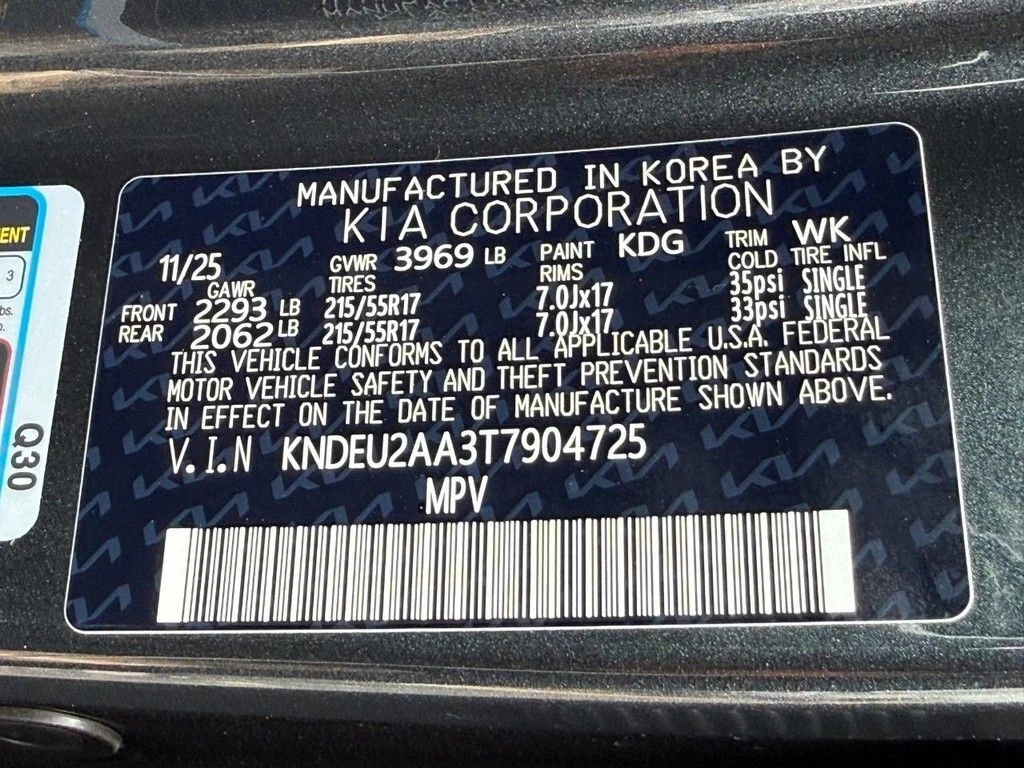 MANUFACTURED IN KOREA BY
KIA CORPORATION
11/25 GVWR 3969 LB PAINT KDG TRIM WK
GAWR TIRES RIMS COLD TIRE INFL
FRONT 2293 LB 215/55R17 7.0Jx17 35psi SINGLE
REAR 2062 LB 215/55R17 7.0Jx17 33psi SINGLE
THIS VEHICLE CONFORMS TO ALL APPLICABLE U.S.A. FEDERAL
MOTOR VEHICLE SAFETY AND THEFT PREVENTION STANDARDS
IN EFFECT ON THE DATE OF MANUFACTURE SHOWN ABOVE.
V.I.N KNDEU2AA3T7904725
MPV
3
Q30